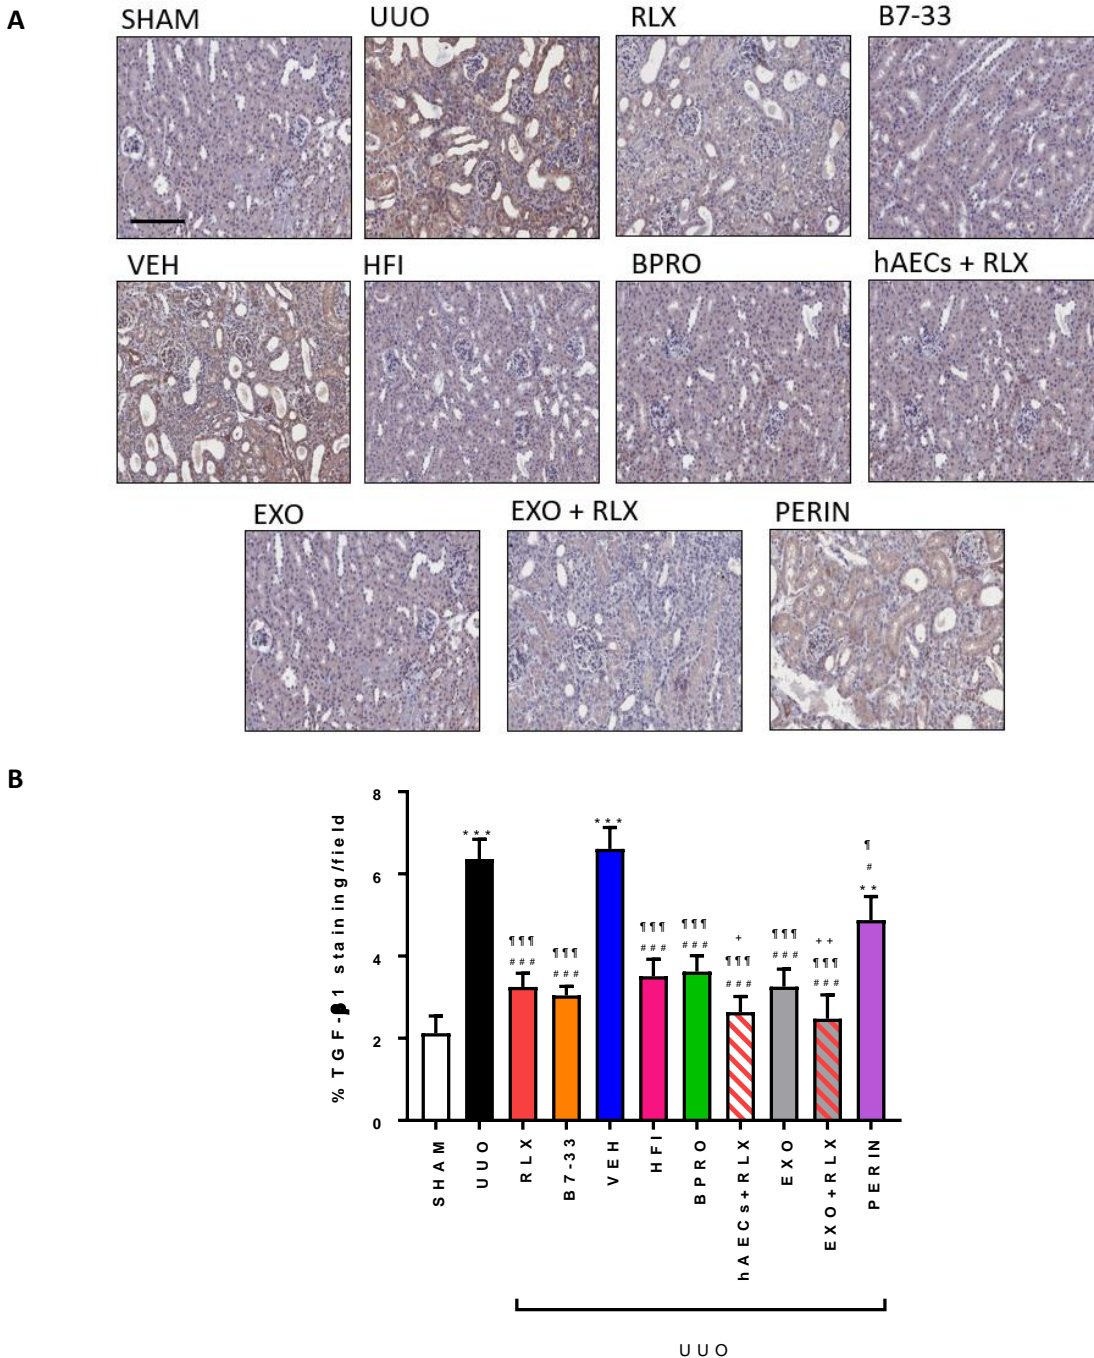 A
SHAM UUO RLX B7-33
VEH HFI BPRO hAECs + RLX
EXO EXO + RLX PERIN
B
% TGF-β1 staining/field
8
6
4
2
0
***
¶¶¶
###
¶¶¶
###
***
¶¶¶
###
¶¶¶
###
+
¶¶¶
###
¶¶¶
###
++
¶¶¶
###
¶
#
**
SHAM
UUO
RLX
B7-33
VEH
HFI
BPRO
hAECs+RLX
EXO
EXO+RLX
PERIN
UUO